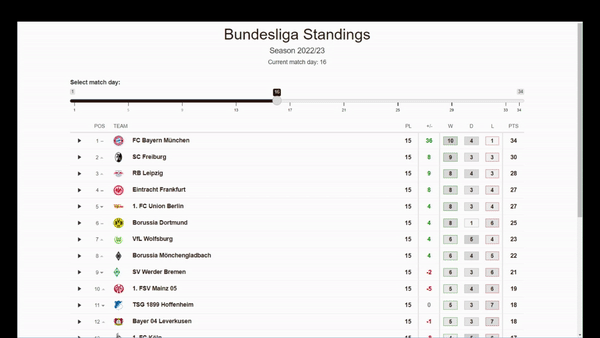 Bundesliga Standings
Season 2022/23
Current match day: 16
Select match day:
1 16 34
1 5 9 13 17 21 25 29 33 34
POS TEAM PL +/- W D L PTS
1 FC Bayern München 15 36 10 4 1 34
2 SC Freiburg 15 8 9 3 3 30
3 RB Leipzig 15 9 8 4 3 28
4 Eintracht Frankfurt 15 8 8 3 4 27
5 1. FC Union Berlin 15 4 8 3 4 27
6 Borussia Dortmund 15 4 8 1 6 25
7 VfL Wolfsburg 15 4 6 5 4 23
8 Borussia Mönchengladbach 15 4 6 4 5 22
9 SV Werder Bremen 15 -2 6 3 6 21
10 1. FSV Mainz 05 15 -5 5 4 6 19
11 TSG 1899 Hoffenheim 15 0 5 3 7 18
12 Bayer 04 Leverkusen 15 -1 5 3 7 18
1. FC Köln